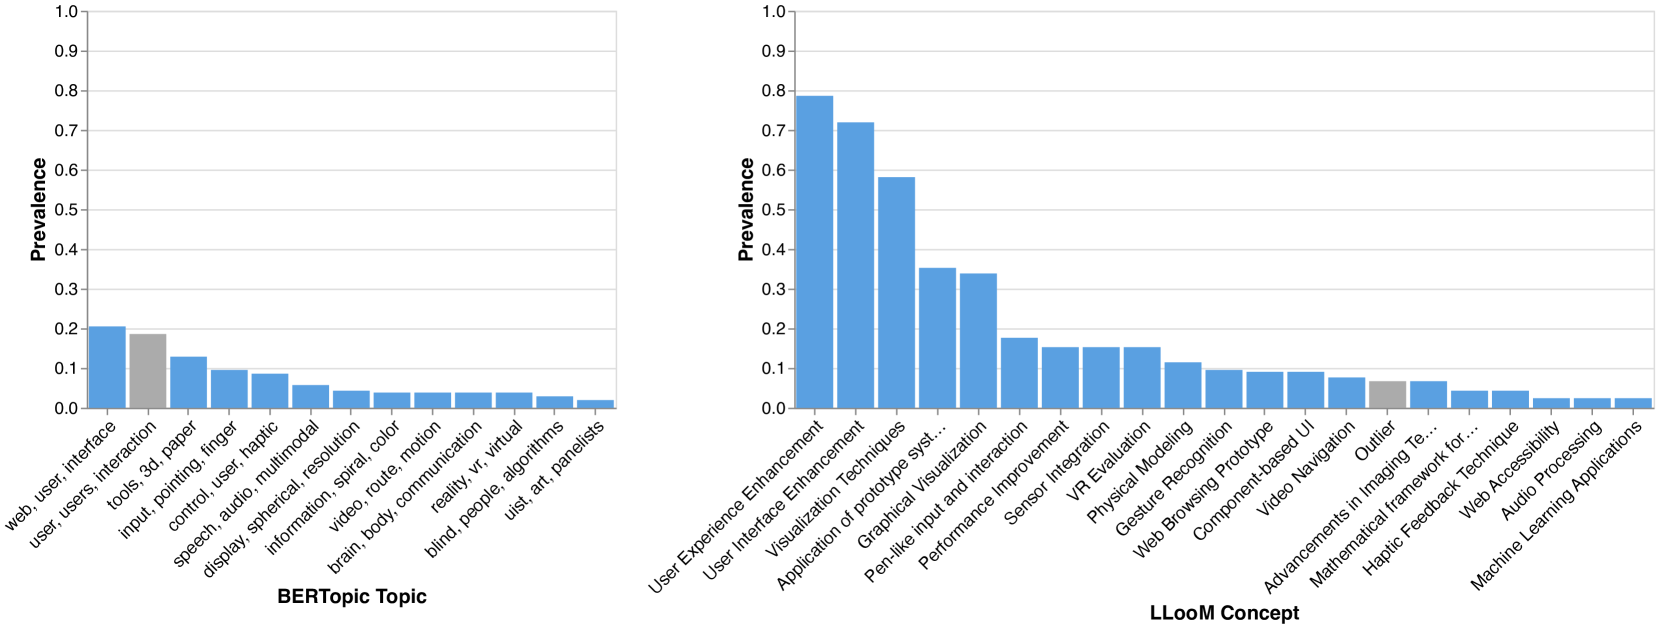 1.0
0.9
0.8
0.7
0.6
0.5
0.4
0.3
0.2
0.1
0.0
Prevalence
web, user, interface
user, users, interaction
tools, 3d, paper
input, pointing, finger
control, user, haptic
speech, audio, multimodal
display, spherical, resolution
information, spiral, color
video, route, motion
brain, body, communication
reality, vr, virtual
blind, people, algorithms
uist, art, panelists
BERTopic Topic
1.0
0.9
0.8
0.7
0.6
0.5
0.4
0.3
0.2
0.1
0.0
Prevalence
User Experience Enhancement
User Interface Enhancement
Visualization Techniques
Application of prototype syst…
Graphical Visualization
Pen-like input and interaction
Performance Improvement
Sensor Integration
VR Evaluation
Physical Modeling
Gesture Recognition
Web Browsing Prototype
Component-based UI
Video Navigation
Outlier
Advancements in Imaging Te…
Mathematical framework for…
Haptic Feedback Technique
Web Accessibility
Audio Processing
Machine Learning Applications
LLooM Concept